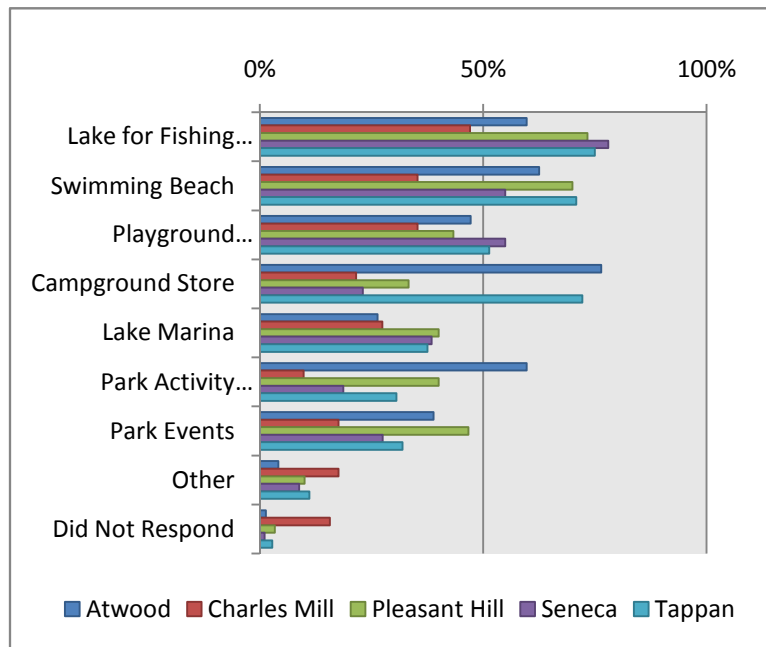 0% 50% 100%
Lake for Fishing...
Swimming Beach
Playground...
Campground Store
Lake Marina
Park Activity...
Park Events
Other
Did Not Respond
Atwood Charles Mill Pleasant Hill Seneca Tappan